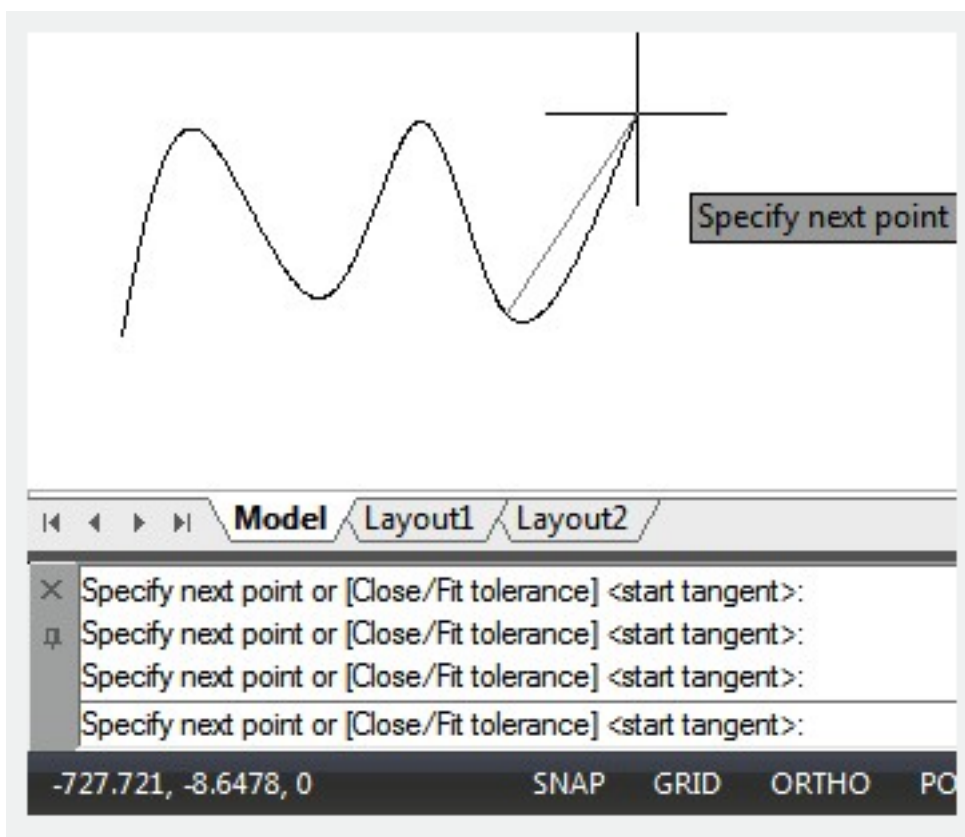 Specify next point
Model Layout1 Layout2
Specify next point or [Close/Fit tolerance] <start tangent>:
Specify next point or [Close/Fit tolerance] <start tangent>:
Specify next point or [Close/Fit tolerance] <start tangent>:
Specify next point or [Close/Fit tolerance] <start tangent>:
-727.721, -8.6478, 0 SNAP GRID ORTHO PO